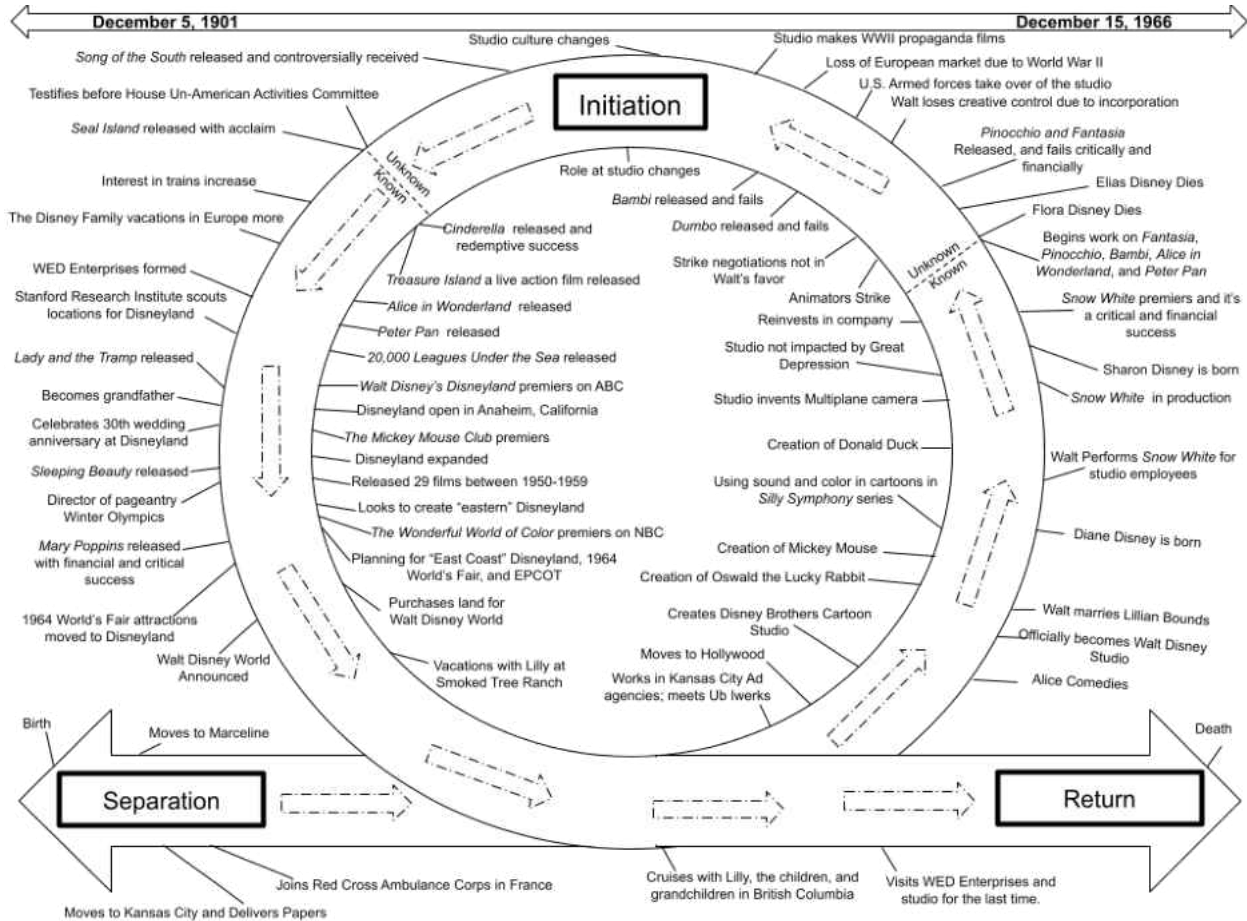 December 5, 1901
December 15, 1966
Studio culture changes
Studio makes WWII propaganda films
Song of the South released and controversially received
Loss of European market due to World War II
U.S. Armed forces take over of the studio
Testifies before House Un-American Activities Committee
Initiation
Walt loses creative control due to incorporation
Seal Island released with acclaim
Pinocchio and Fantasia
Released, and fails critically and
financially
Unknown
Known
Role at studio changes
Interest in trains increase
Bambi released and fails
Elias Disney Dies
The Disney Family vacations in Europe more
Cinderella released and
redemptive success
Dumbo released and fails
Flora Disney Dies
Unknown
Known
Begins work on Fantasia,
Pinocchio, Bambi, Alice in
Wonderland, and Peter Pan
WED Enterprises formed
Treasure Island a live action film released
Strike negotiations not in
Walt's favor
Stanford Research Institute scouts
locations for Disneyland
Alice in Wonderland released
Animators Strike
Snow White premiers and it's
a critical and financial
success
Peter Pan released
Reinvests in company
Lady and the Tramp released
20,000 Leagues Under the Sea released
Studio not impacted by Great
Depression
Sharon Disney is born
Becomes grandfather
Walt Disney's Disneyland premiers on ABC
Studio invents Multiplane camera
Snow White in production
Celebrates 30th wedding
anniversary at Disneyland
Disneyland open in Anaheim, California
The Mickey Mouse Club premiers
Creation of Donald Duck
Sleeping Beauty released
Disneyland expanded
Walt Performs Snow White for
studio employees
Released 29 films between 1950-1959
Using sound and color in cartoons in
Silly Symphony series
Director of pageantry
Winter Olympics
Looks to create "eastern" Disneyland
The Wonderful World of Color premiers on NBC
Diane Disney is born
Mary Poppins released
with financial and critical
success
Planning for "East Coast" Disneyland, 1964
World's Fair, and EPCOT
Creation of Mickey Mouse
Creation of Oswald the Lucky Rabbit
1964 World's Fair attractions
moved to Disneyland
Purchases land for
Walt Disney World
Creates Disney Brothers Cartoon
Studio
Walt marries Lillian Bounds
Officially becomes Walt Disney
Studio
Walt Disney World
Announced
Vacations with Lilly at
Smoked Tree Ranch
Moves to Hollywood
Works in Kansas City Ad
agencies; meets Ub Iwerks
Alice Comedies
Birth
Moves to Marceline
Death
Separation
Return
Joins Red Cross Ambulance Corps in France
Cruises with Lilly, the children, and
grandchildren in British Columbia
Visits WED Enterprises and
studio for the last time.
Moves to Kansas City and Delivers Papers